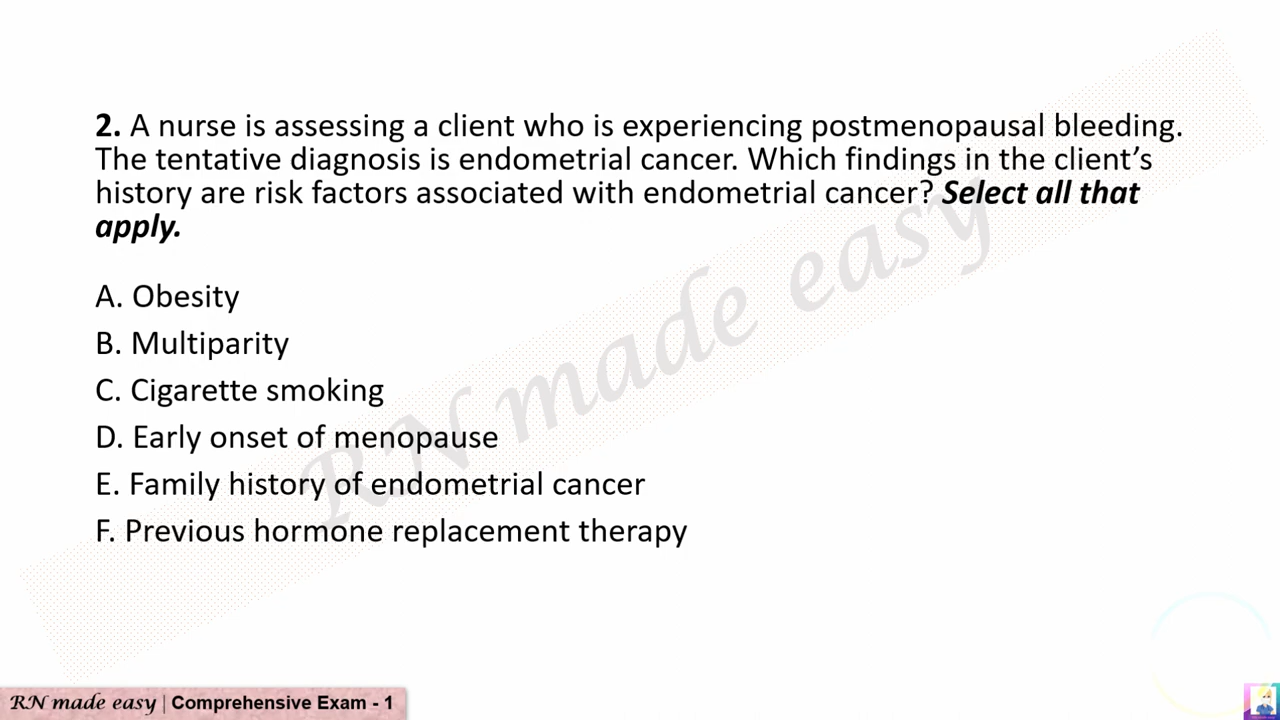 2. A nurse is assessing a client who is experiencing postmenopausal bleeding.
The tentative diagnosis is endometrial cancer. Which findings in the client’s
history are risk factors associated with endometrial cancer? Select all that
apply.
A. Obesity
B. Multiparity
C. Cigarette smoking
D. Early onset of menopause
E. Family history of endometrial cancer
F. Previous hormone replacement therapy
RN made easy
RN made easy | Comprehensive Exam - 1